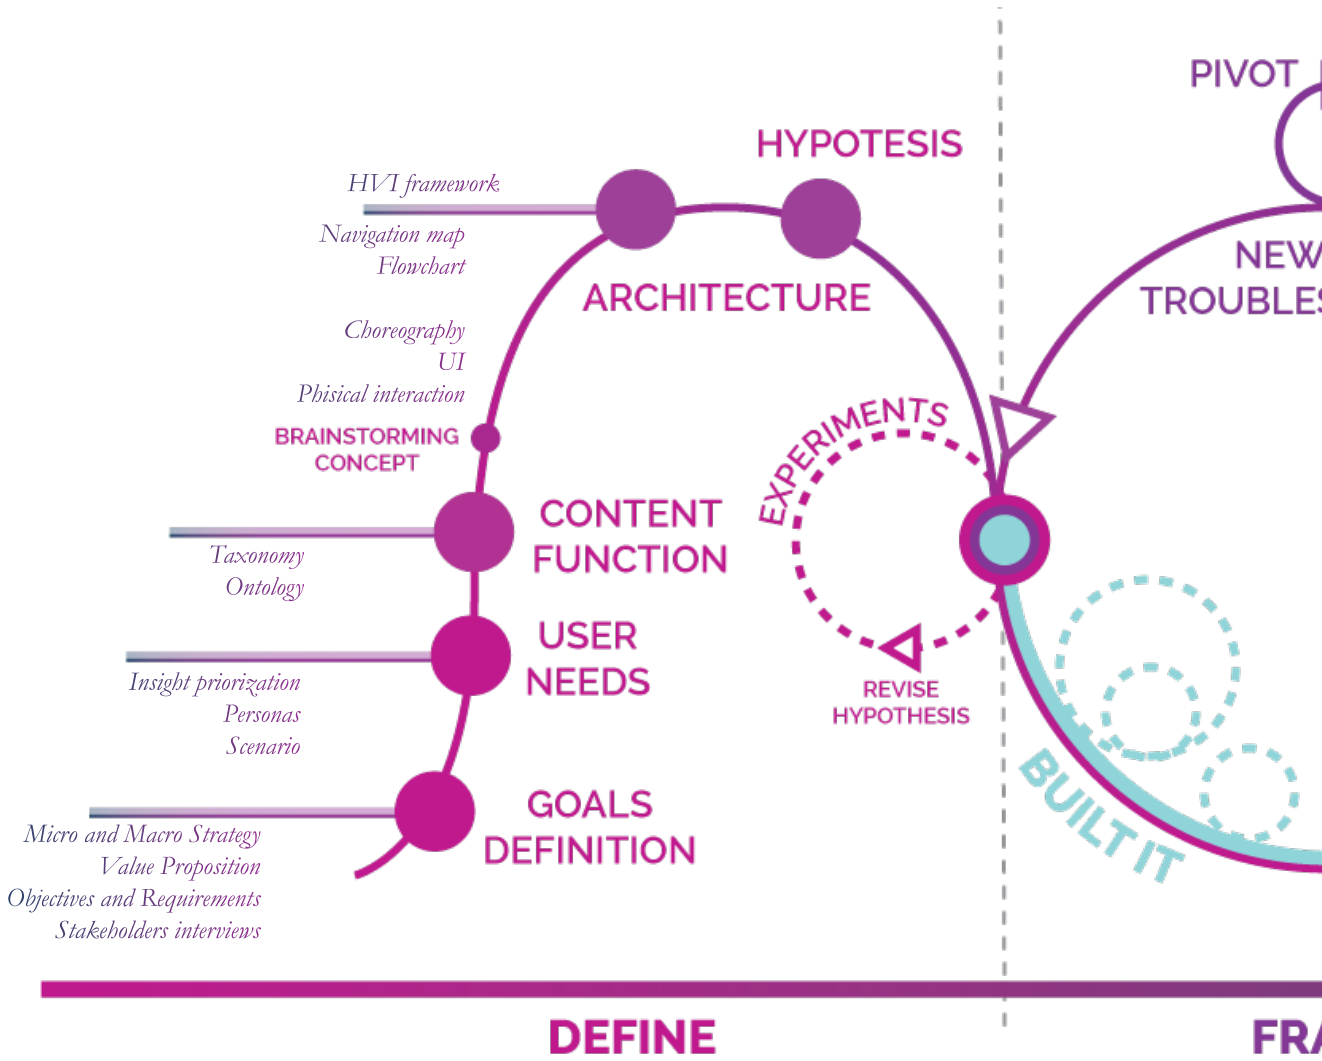 PIVOT
HYPOTESIS
HVI framework
Navigation map
Flowchart
NEW
TROUBLES
ARCHITECTURE
Choreography
UI
Phisical interaction
BRAINSTORMING
CONCEPT
EXPERIMENTS
CONTENT
FUNCTION
Taxonomy
Ontology
USER
NEEDS
Insight priorization
Personas
Scenario
REVISE
HYPOTHESIS
BUILT IT
GOALS
DEFINITION
Micro and Macro Strategy
Value Proposition
Objectives and Requirements
Stakeholders interviews
DEFINE